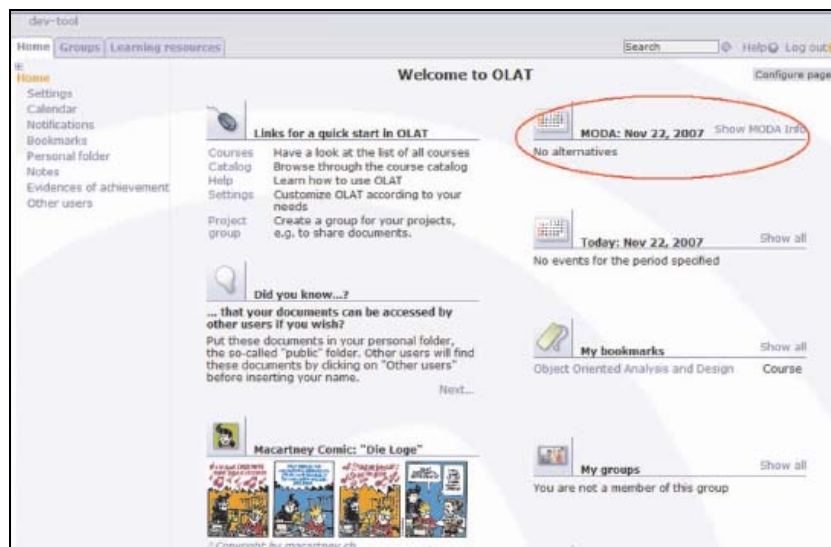 dev-tool
Home Groups Learning resources
Search Help Log out
Home
Settings
Calendar
Notifications
Bookmarks
Personal folder
Notes
Evidences of achievement
Other users
Welcome to OLAT
Configure page
Links for a quick start in OLAT
Courses Have a look at the list of all courses
Catalog Browse through the course catalog
Help Learn how to use OLAT
Settings Customize OLAT according to your
needs
Project Create a group for your projects,
group e.g. to share documents.
Did you know...?
... that your documents can be accessed by
other users if you wish?
Put these documents in your personal folder,
the so-called "public" folder. Other users will find
these documents by clicking on "Other users"
before inserting your name.
Next...
Macartney Comic: "Die Loge"
© Copyright by macartney.ch
MODA: Nov 22, 2007 Show MODA Info
No alternatives
Today: Nov 22, 2007 Show all
No events for the period specified
My bookmarks Show all
Object Oriented Analysis and Design Course
My groups Show all
You are not a member of this group